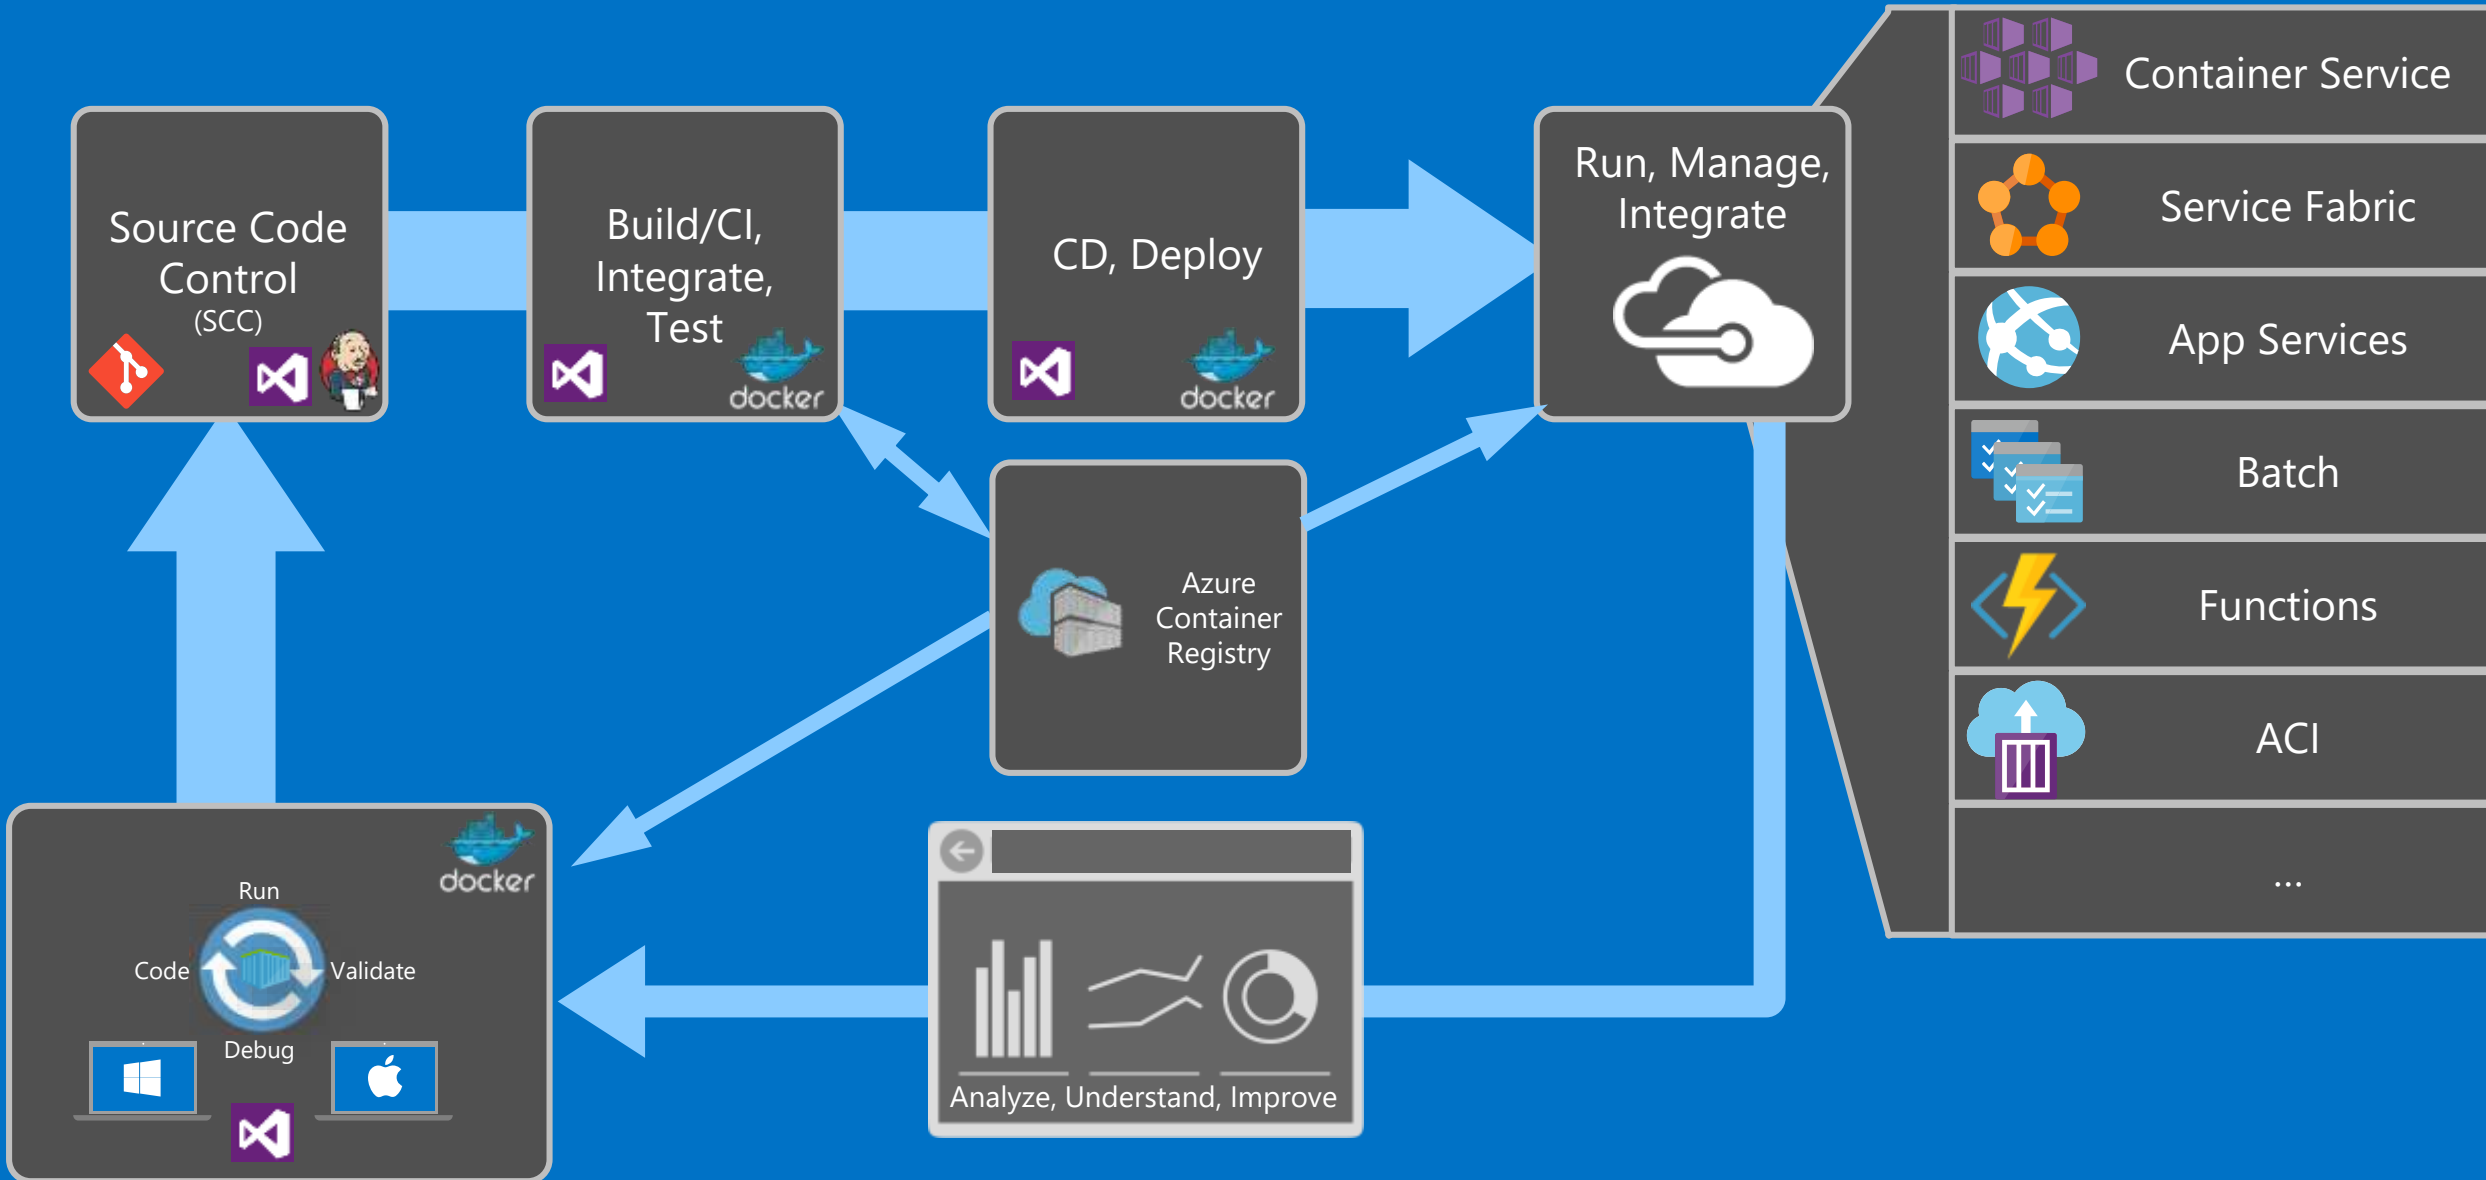 Source Code
Control
(SCC)
Build/CI,
Integrate,
Test
docker
CD, Deploy
docker
Run, Manage,
Integrate
Container Service
Service Fabric
App Services
Batch
Functions
ACI
...
Azure
Container
Registry
docker
Run
Code
Validate
Debug
Analyze, Understand, Improve